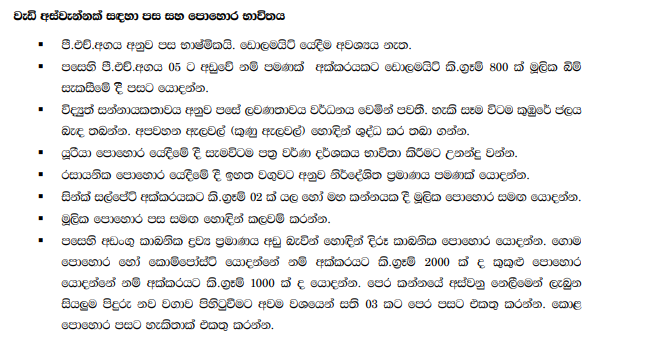 වැඩි අස්වැන්නක් සඳහා පස සහ පොහොර භාවිතය
▪ පී.එච්.අගය අනුව පස භාෂ්මිකයි. ඩොලමයිට් යෙදීම අවශ්‍යය නැත.
▪ පසෙහි පී.එච්.අගය 05 ට අඩුවේ නම් පමණක් අක්කරයකට ඩොලමයිට් කි.ග්‍රෑම් 800 ක් මූලික බිම්
සැකසීමේ දී පසට යොදන්න.
▪ විද්‍යුත් සන්නායකතාවය අනුව පසේ ලවණතාවය වර්ධනය වෙමින් පවතී. හැකි සෑම විටම කුඹුරේ ජලය
බැඳ තබන්න. අපවහන ඇලවල් (කුණු ඇලවල්) හොඳින් ශුද්ධ කර තබා ගන්න.
▪ යූරියා පොහොර යෙදීමේ දී සැමවිටම පත්‍ර වර්ණ දර්ශකය භාවිතා කිරීමට උනන්දු වන්න.
▪ රසායනික පොහොර යෙදීමේ දී ඉහත වගුවට අනුව නිර්දේශිත ප්‍රමාණය පමණක් යොදන්න.
▪ සින්ක් සල්පේට් අක්කරයකට කි.ග්‍රෑම් 02 ක් යල හෝ මහ කන්නයක දී මූලික පොහොර සමඟ යොදන්න.
▪ මූලික පොහොර පස සමඟ හොඳින් කලවම් කරන්න.
▪ පසෙහි අඩංගු කාබනික ද්‍රව්‍ය ප්‍රමාණය අඩු බැවින් හොඳින් දිරූ කාබනික පොහොර යොදන්න. ගොම
පොහොර හෝ කොම්පෝස්ට් යොදන්නේ නම් අක්කරයට කි.ග්‍රෑම් 2000 ක් ද කුකුළු පොහොර
යොදන්නේ නම් අක්කරයට කි.ග්‍රෑම් 1000 ක් ද යොදන්න. පෙර කන්නයේ අස්වනු නෙලීමෙන් ලැබුන
සියලුම පිදුරු නව වගාව පිහිටුවීමට අවම වශයෙන් සති 03 කට පෙර පසට එකතු කරන්න. කොළ
පොහොර පසට හැකිතාක් එකතු කරන්න.